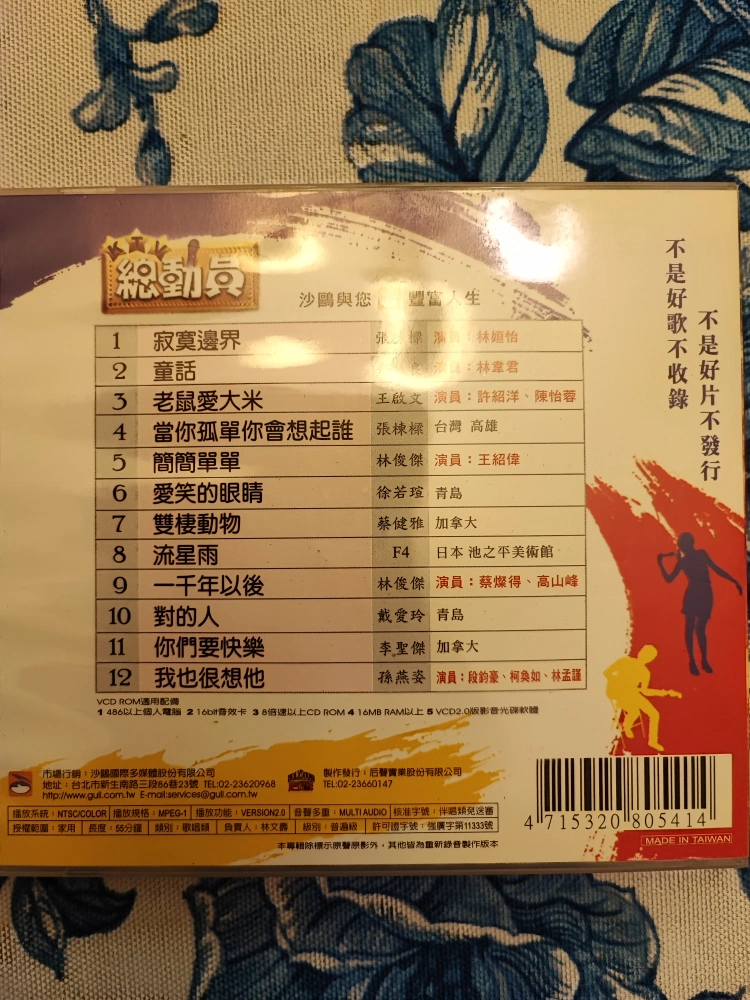 KTV
總動員
沙鷗與您 豐富人生
不是好片不發行
不是好歌不收錄
1 寂寞邊界 張棟樑 演員：林姮怡
2 童話 良 演員：林韋君
3 老鼠愛大米 王啟文 演員：許紹洋、陳怡蓉
4 當你孤單你會想起誰 張棟樑 台灣 高雄
5 簡簡單單 林俊傑 演員：王紹偉
6 愛笑的眼睛 徐若瑄 青島
7 雙棲動物 蔡健雅 加拿大
8 流星雨 F4 日本 池之平美術館
9 一千年以後 林俊傑 演員：蔡燦得、高山峰
10 對的人 戴愛玲 青島
11 你們要快樂 李聖傑 加拿大
12 我也很想他 孫燕姿 演員：段鈞豪、柯奐如、林孟謹
VCD ROM適用配備
1 486以上個人電腦 2 16bit音效卡 3 8倍速以上CD ROM 4 16MB RAM以上 5 VCD2.0版影音光碟軟體
市場行銷：沙鷗國際多媒體股份有限公司
地址：台北市新生南路三段86巷23號 TEL:02-23620968
http://www.gull.com.tw E-mail:services@gull.com.tw
製作發行：后聲實業股份有限公司
TEL:02-23660147
播放系統：NTSC/COLOR 播放規格：MPEG-1 播放功能：VERSION2.0 音聲多重：MULTI AUDIO 核准字號：伴唱類免送審
授權範圍：家用 長度：55分鐘 類別：歌唱類 負責人：林文壽 級別：普遍級 許可證字號：強廣字第11333號
本專輯除標示原聲原影外，其他皆為重新錄音製作版本
4 715320 805414
MADE IN TAIWAN